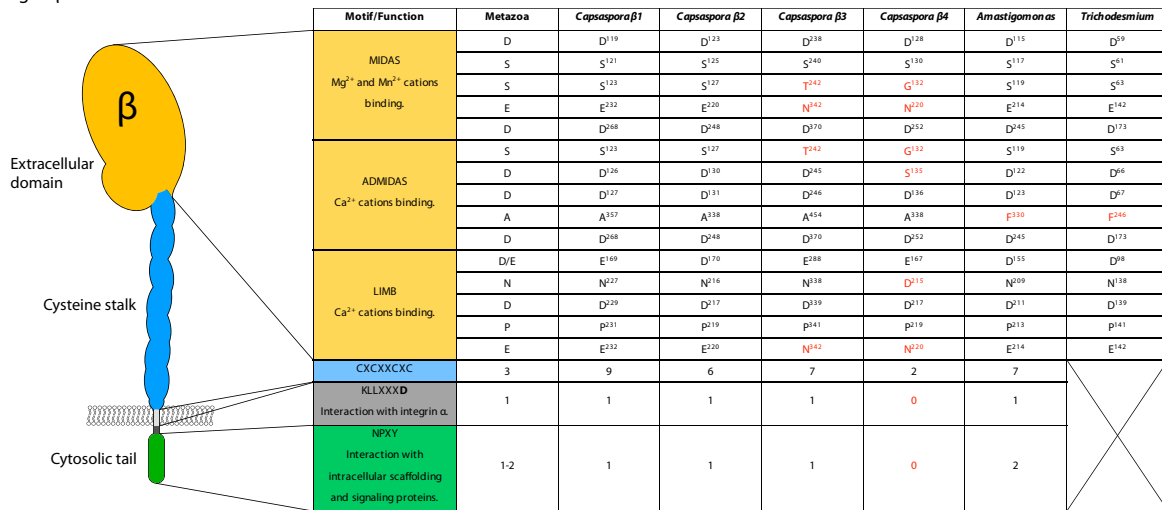 Motif/Function Metazoa Capsaspora β1 Capsaspora β2 Capsaspora β3 Capsaspora β4 Amastigomonas Trichodesmium
MIDAS
Mg²⁺ and Mn²⁺ cations
binding.
D D¹¹⁹ D¹²³ D²³⁸ D¹²⁸ D¹¹⁵ D⁵⁹
S S¹²¹ S¹²⁵ S²⁴⁰ S¹³⁰ S¹¹⁷ S⁶¹
S S¹²³ S¹²⁷ T²⁴² G¹³² S¹¹⁹ S⁶³
E E²³² E²²⁰ N³⁴² N²²⁰ E²¹⁴ E¹⁴²
D D²⁶⁸ D²⁴⁸ D³⁷⁰ D²⁵² D²⁴⁵ D¹⁷³
ADMIDAS
Ca²⁺ cations binding.
S S¹²³ S¹²⁷ T²⁴² G¹³² S¹¹⁹ S⁶³
D D¹²⁶ D¹³⁰ D²⁴⁵ S¹³⁵ D¹²² D⁶⁶
D D¹²⁷ D¹³¹ D²⁴⁶ D¹³⁶ D¹²³ D⁶⁷
A A³⁵⁷ A³³⁸ A⁴⁵⁴ A³³⁸ F³³⁰ F²⁴⁶
D D²⁶⁸ D²⁴⁸ D³⁷⁰ D²⁵² D²⁴⁵ D¹⁷³
LIMB
Ca²⁺ cations binding.
D/E E¹⁶⁹ D¹⁷⁰ E²⁸⁸ E¹⁶⁷ D¹⁵⁵ D⁹⁸
N N²²⁷ N²¹⁶ N³³⁸ D²¹⁵ N²⁰⁹ N¹³⁸
D D²²⁹ D²¹⁷ D³³⁹ D²¹⁷ D²¹¹ D¹³⁹
P P²³¹ P²¹⁹ P³⁴¹ P²¹⁹ P²¹³ P¹⁴¹
E E²³² E²²⁰ N³⁴² N²²⁰ E²¹⁴ E¹⁴²
CXCXXCXC 3 9 6 7 2 7
KLLXXXD
Interaction with integrin α.
1 1 1 1 0 1
NPXY
Interaction with
intracellular scaffolding
and signaling proteins.
1-2 1 1 1 0 2
β
Extracellular
domain
Cysteine stalk
Cytosolic tail